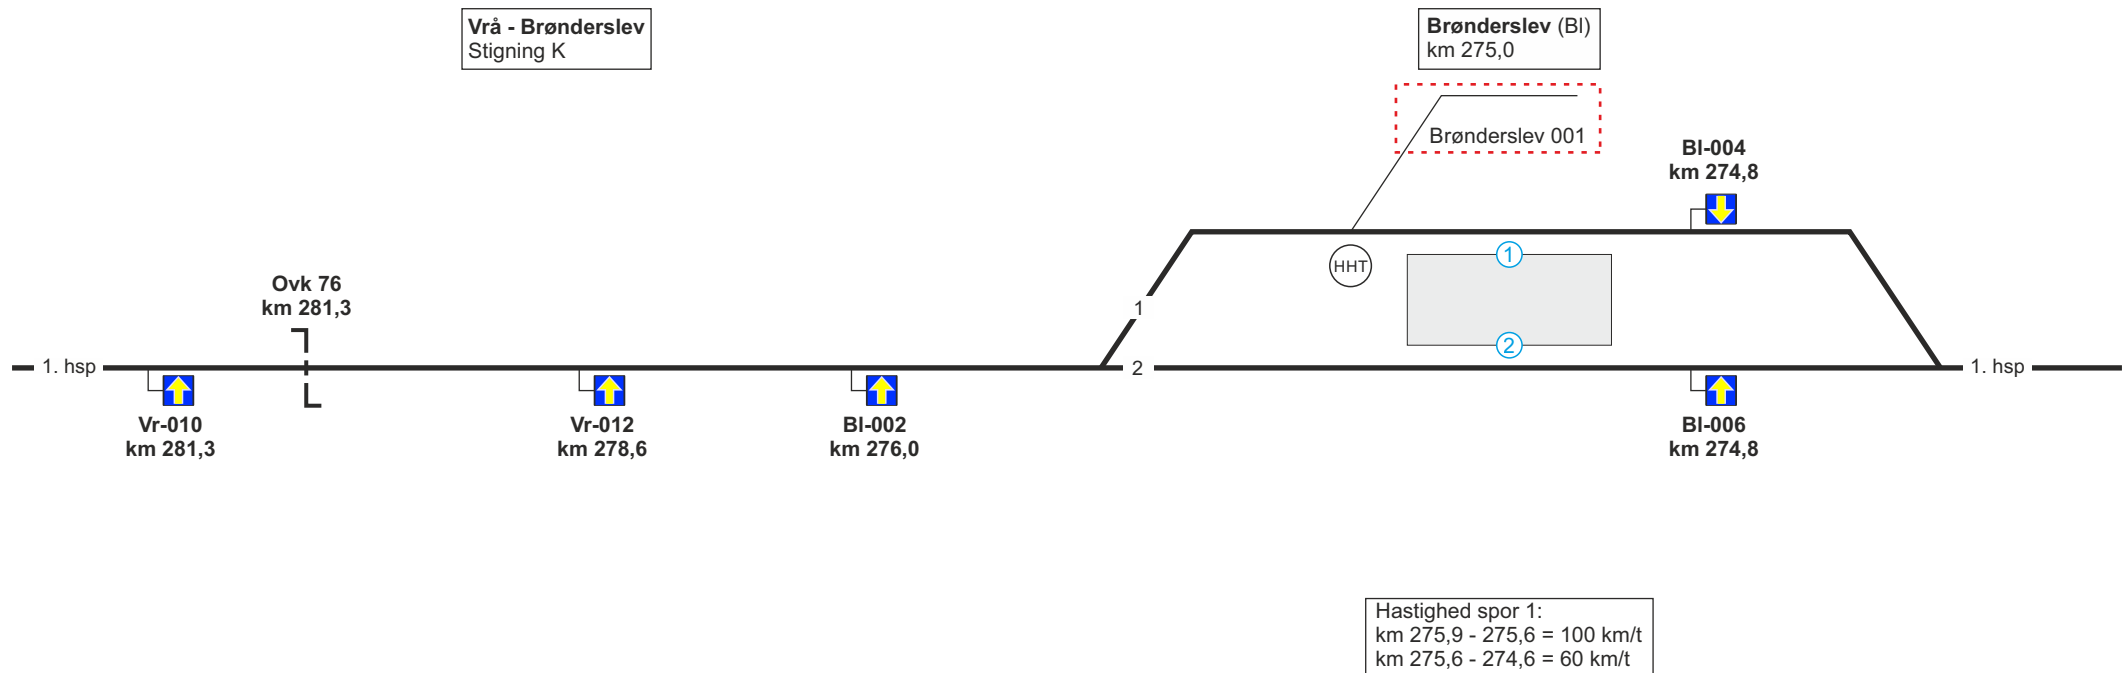 Vrå - Brønderslev
Stigning K
Brønderslev (Bl)
km 275,0
Brønderslev 001
Bl-004
km 274,8
HHT
1
Ovk 76
km 281,3
1
2
1. hsp
2
1. hsp
Vr-010
km 281,3
Vr-012
km 278,6
Bl-002
km 276,0
Bl-006
km 274,8
Hastighed spor 1:
km 275,9 - 275,6 = 100 km/t
km 275,6 - 274,6 = 60 km/t